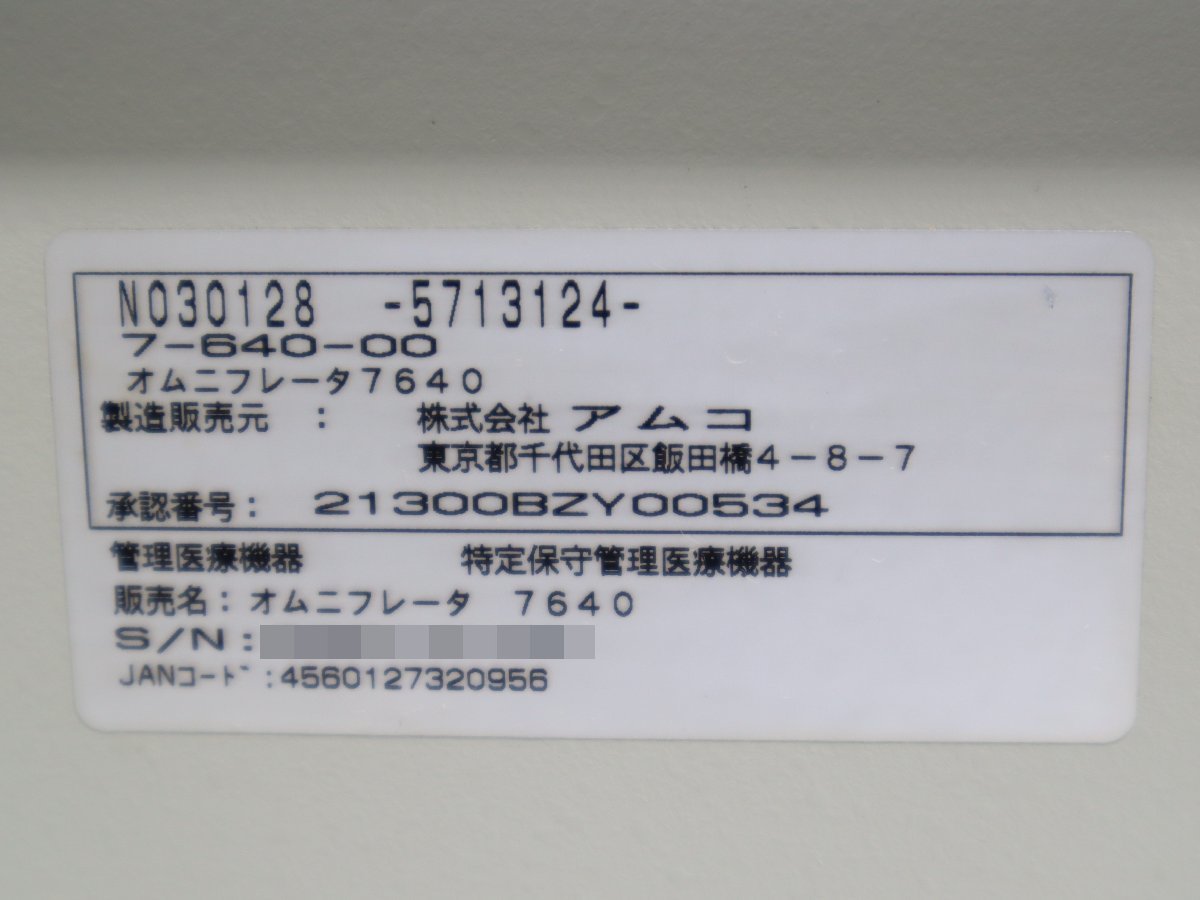 N030128 -5713124-
7-640-00
オムニフレータ7640
製造販売元 : 株式会社 アムコ
東京都千代田区飯田橋4-8-7
承認番号: 21300BZY00534
管理医療機器 特定保守管理医療機器
販売名: オムニフレータ 7640
S/N:
JANコード:4560127320956